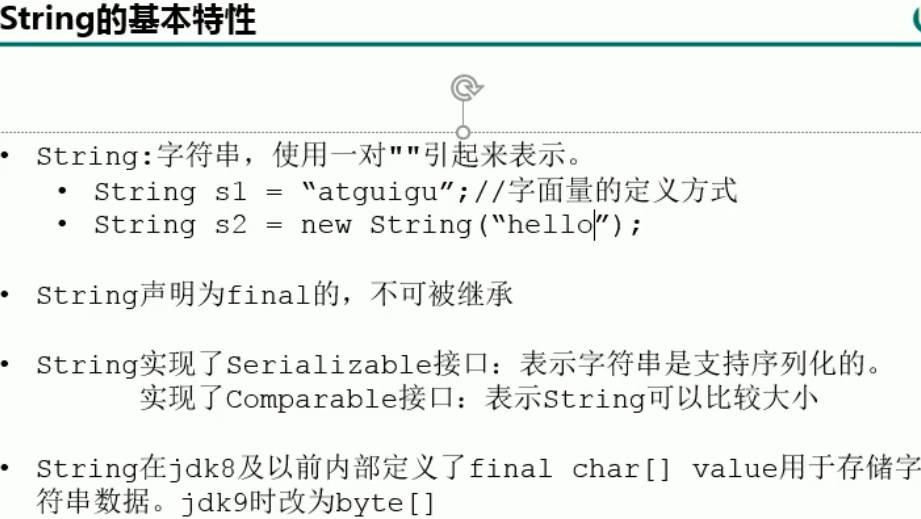 String的基本特性
• String:字符串，使用一对""引起来表示。
• String s1 = “atguigu”;//字面量的定义方式
• String s2 = new String(“hello”);
• String声明为final的，不可被继承
• String实现了Serializable接口：表示字符串是支持序列化的。
实现了Comparable接口：表示String可以比较大小
• String在jdk8及以前内部定义了final char[] value用于存储字
符串数据。jdk9时改为byte[]